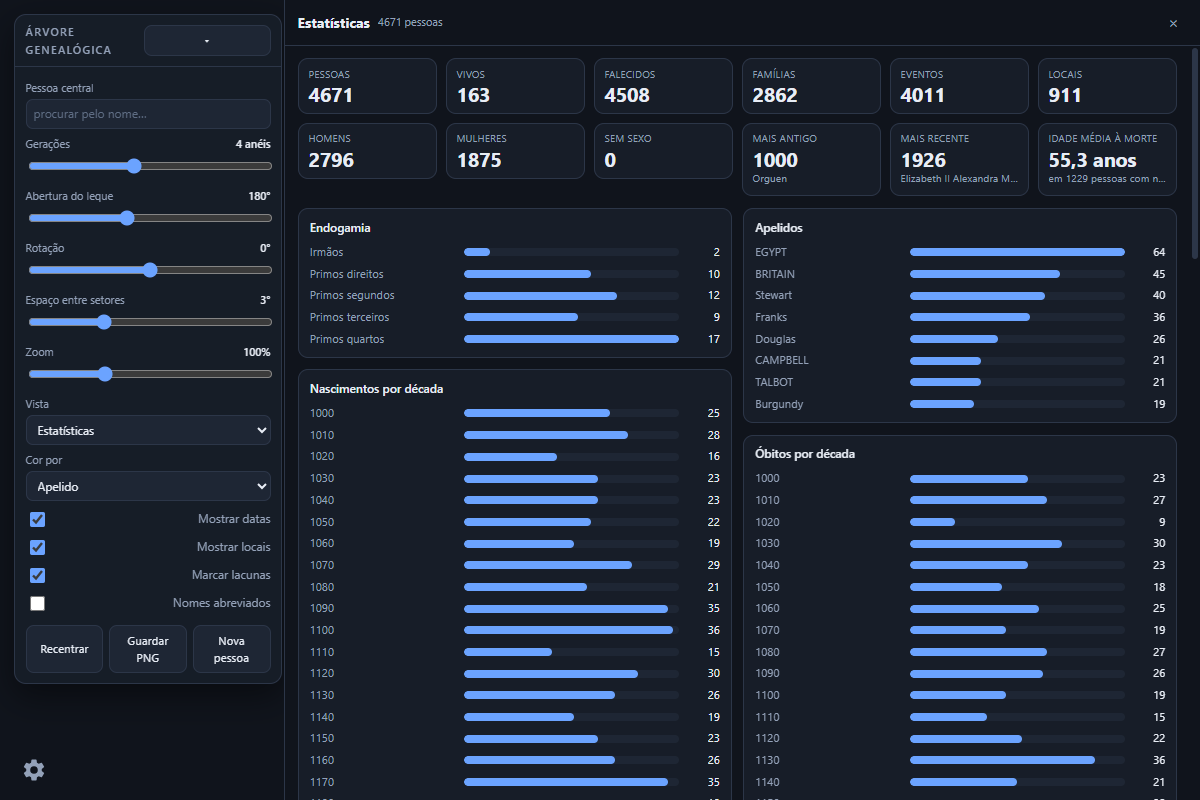 ÁRVORE
GENEALÓGICA
Pessoa central
procurar pelo nome...
Gerações 4 anéis
Abertura do leque 180°
Rotação 0°
Espaço entre setores 3°
Zoom 100%
Vista
Estatísticas
Cor por
Apelido
Mostrar datas
Mostrar locais
Marcar lacunas
Nomes abreviados
Recentrar
Guardar
PNG
Nova
pessoa
Estatísticas 4671 pessoas
×
PESSOAS
4671
VIVOS
163
FALECIDOS
4508
FAMÍLIAS
2862
EVENTOS
4011
LOCAIS
911
HOMENS
2796
MULHERES
1875
SEM SEXO
0
MAIS ANTIGO
1000
Orguen
MAIS RECENTE
1926
Elizabeth II Alexandra M...
IDADE MÉDIA À MORTE
55,3 anos
em 1229 pessoas com n...
Endogamia
Irmãos 2
Primos direitos 10
Primos segundos 12
Primos terceiros 9
Primos quartos 17
Nascimentos por década
1000 25
1010 28
1020 16
1030 23
1040 23
1050 22
1060 19
1070 29
1080 21
1090 35
1100 36
1110 15
1120 30
1130 26
1140 19
1150 23
1160 26
1170 35
Apelidos
EGYPT 64
BRITAIN 45
Stewart 40
Franks 36
Douglas 26
CAMPBELL 21
TALBOT 21
Burgundy 19
Óbitos por década
1000 23
1010 27
1020 9
1030 30
1040 23
1050 18
1060 25
1070 19
1080 27
1090 26
1100 19
1110 15
1120 22
1130 36
1140 21